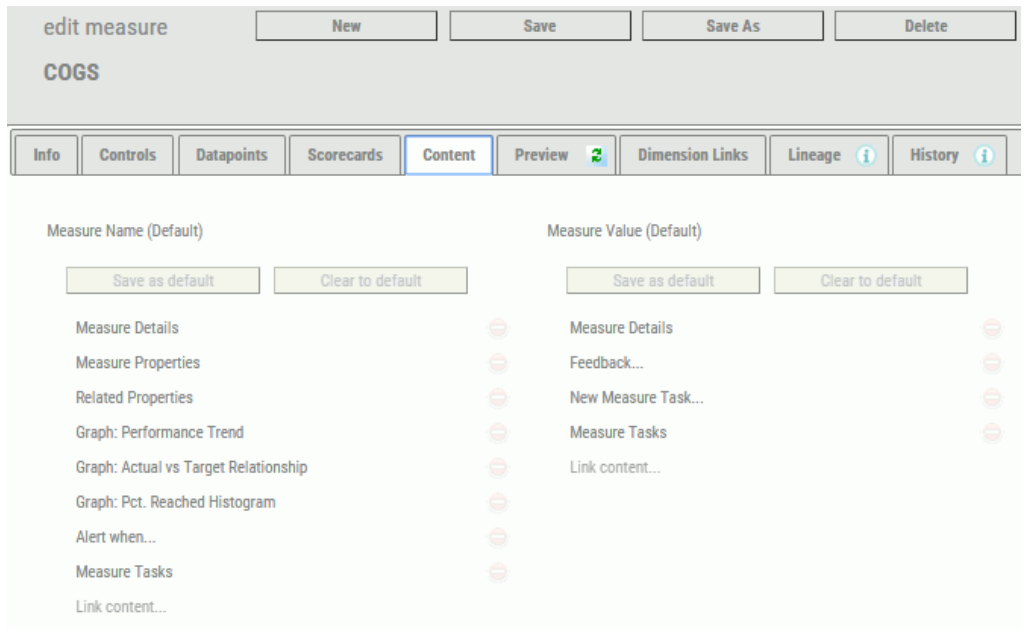 edit measure New Save Save As Delete
COGS
Info Controls Datapoints Scorecards Content Preview Dimension Links Lineage i History i
Measure Name (Default) Measure Value (Default)
Save as default Clear to default Save as default Clear to default
Measure Details Measure Details
Measure Properties Feedback...
Related Properties New Measure Task...
Graph: Performance Trend Measure Tasks
Graph: Actual vs Target Relationship Link content...
Graph: Pct. Reached Histogram
Alert when...
Measure Tasks
Link content...